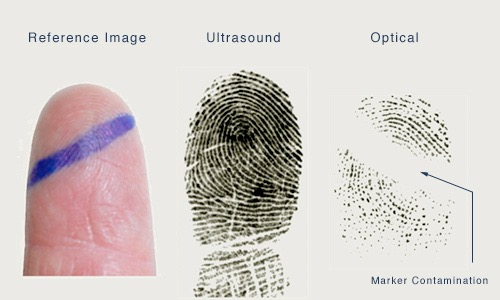 Reference Image
Ultrasound
Optical
Marker Contamination